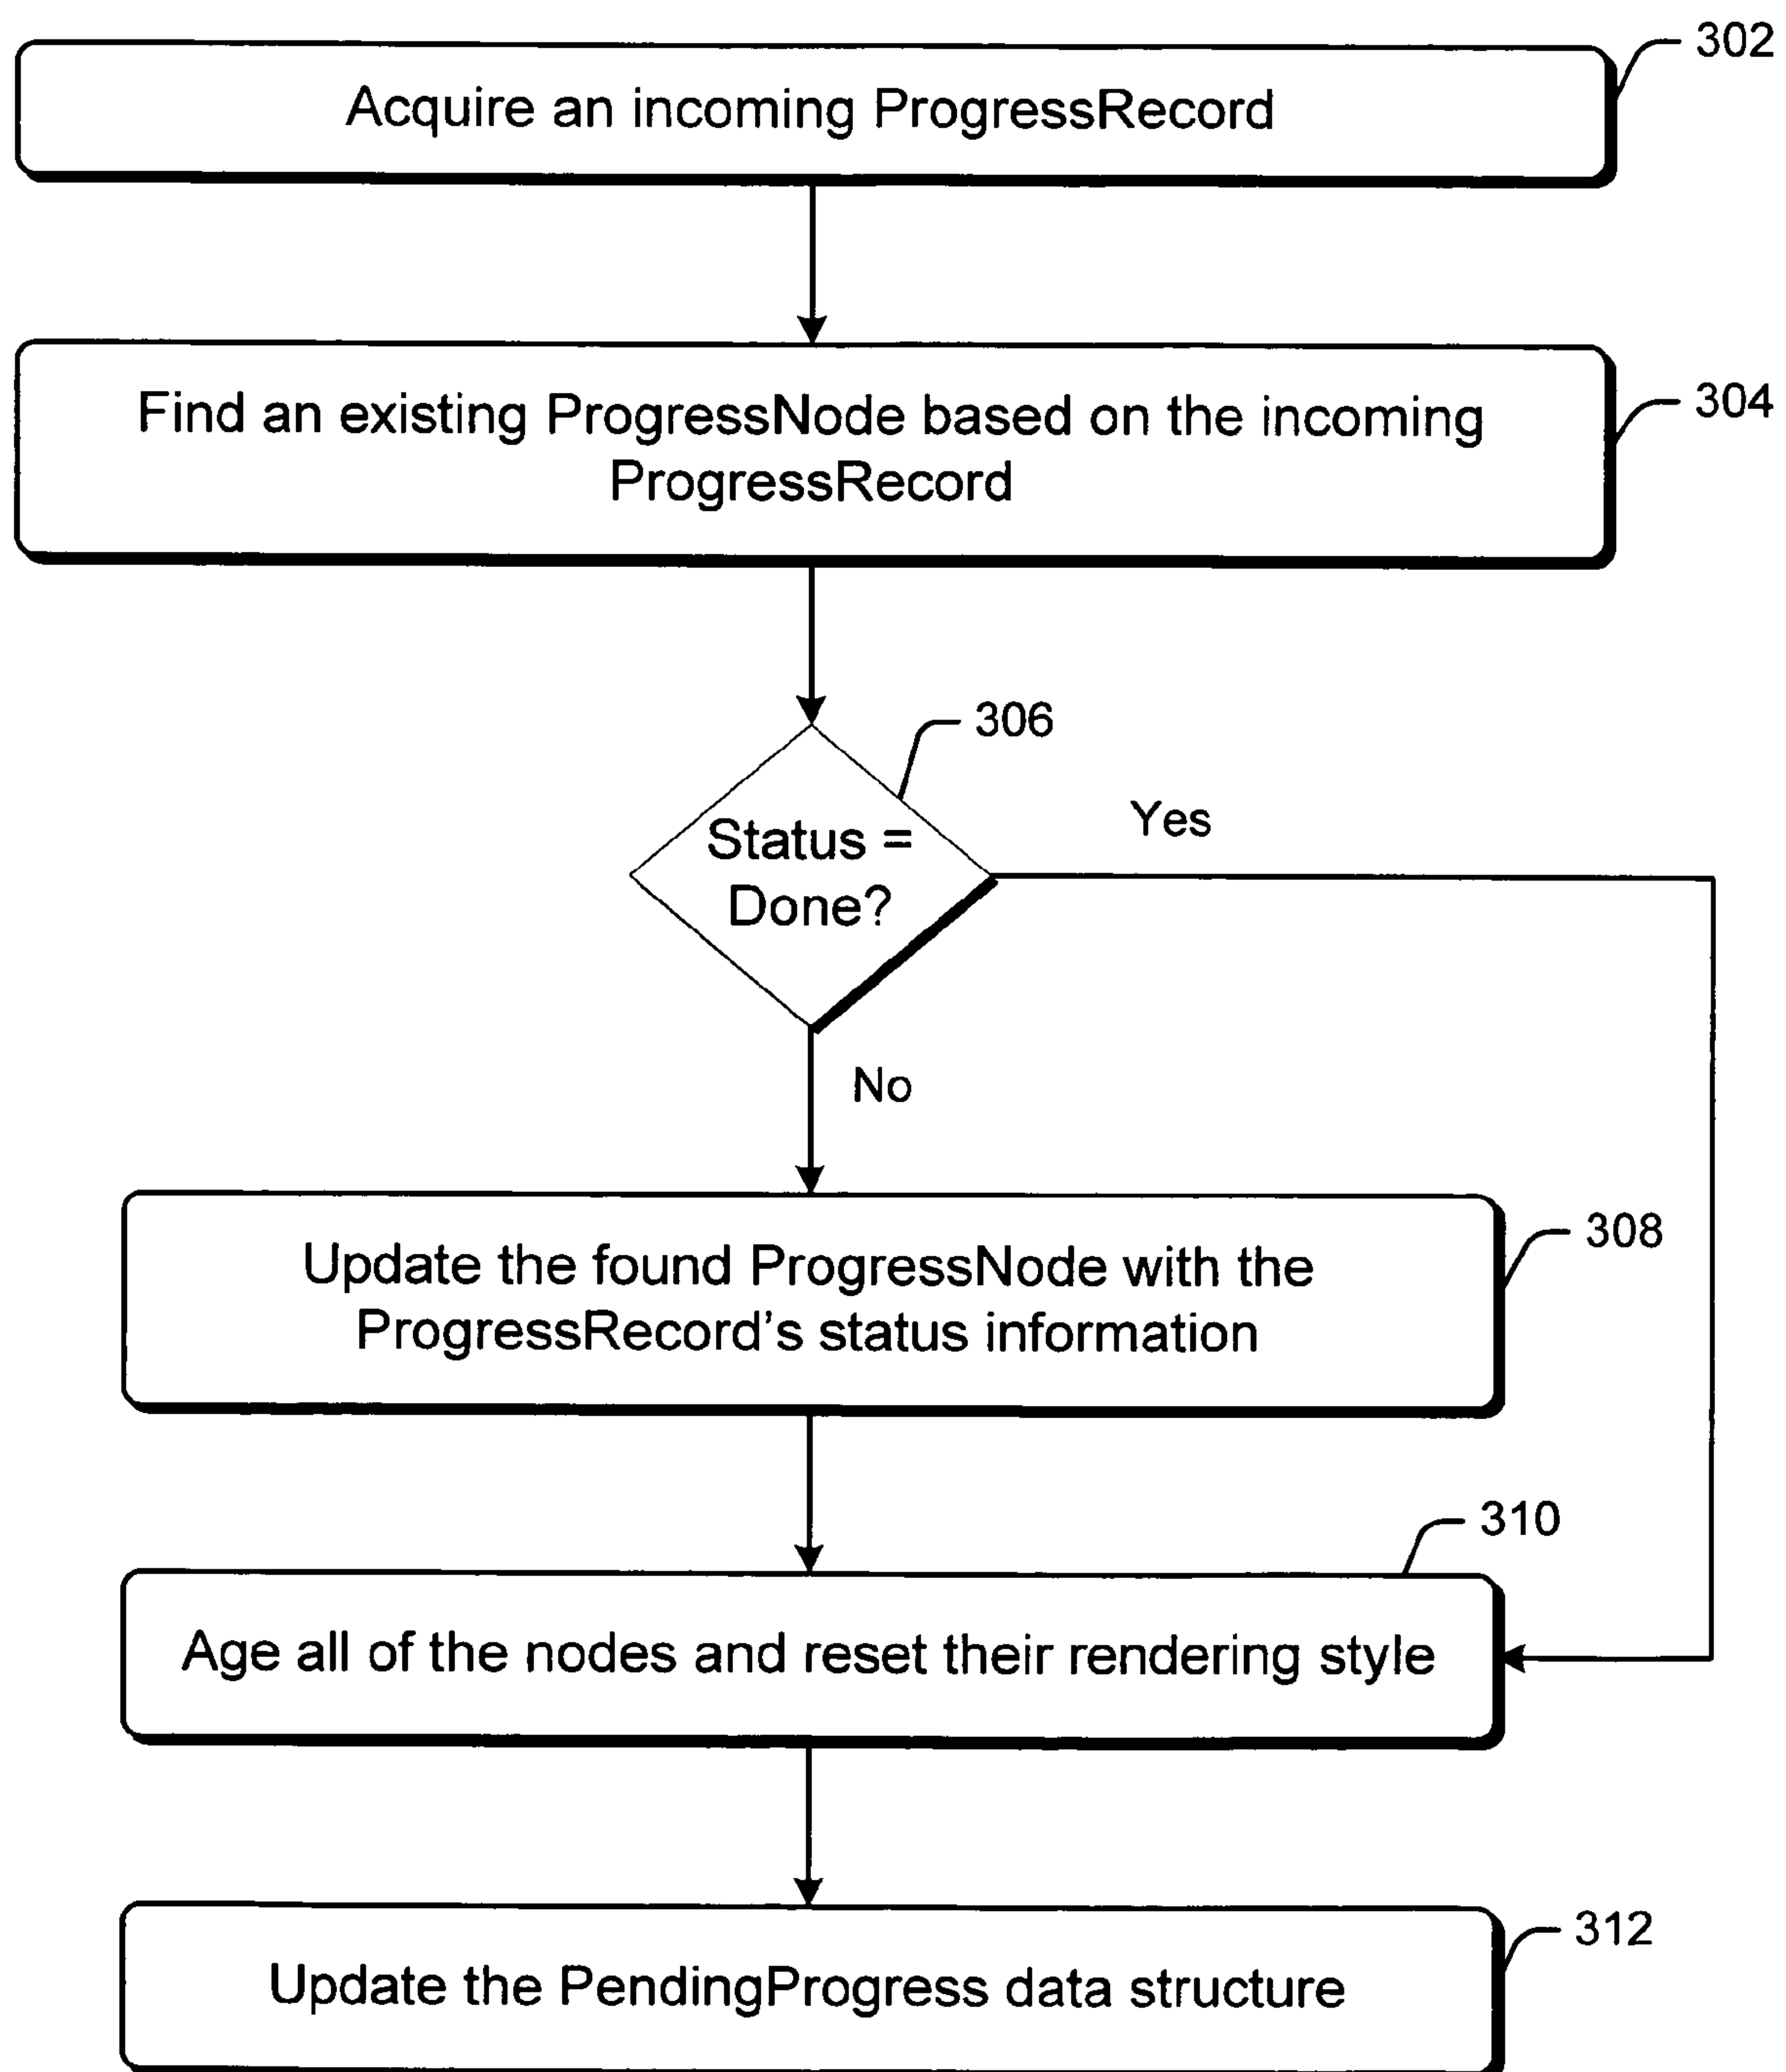 302
Acquire an incoming ProgressRecord
304
Find an existing ProgressNode based on the incoming
ProgressRecord
306
Status =
Done?
Yes
No
308
Update the found ProgressNode with the
ProgressRecord’s status information
310
Age all of the nodes and reset their rendering style
312
Update the PendingProgress data structure